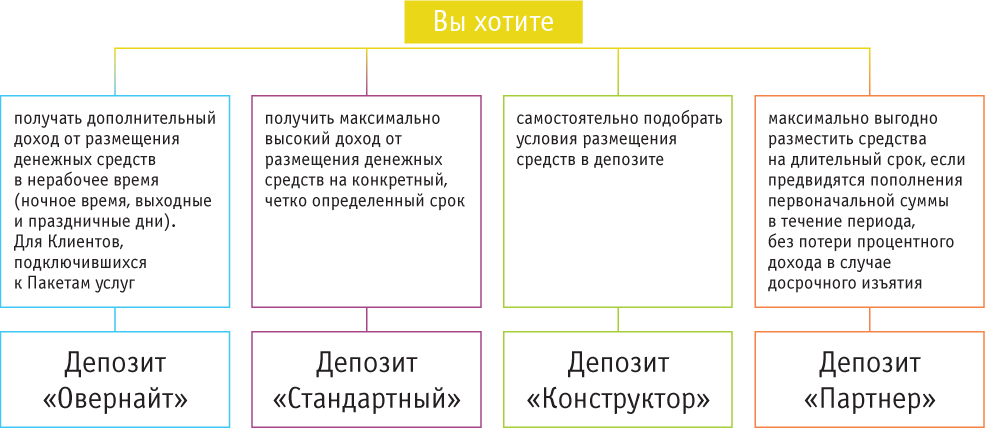 Вы хотите
получать дополнительный
доход от размещения
денежных средств
в нерабочее время
(ночное время, выходные
и праздничные дни).
Для Клиентов,
подключившихся
к Пакетам услуг
получить максимально
высокий доход от
размещения денежных
средств на конкретный,
четко определенный срок
самостоятельно подобрать
условия размещения
средств в депозите
максимально выгодно
разместить средства
на длительный срок, если
предвидятся пополнения
первоначальной суммы
в течение периода,
без потери процентного
дохода в случае
досрочного изъятия
Депозит
«Овернайт»
Депозит
«Стандартный»
Депозит
«Конструктор»
Депозит
«Партнер»